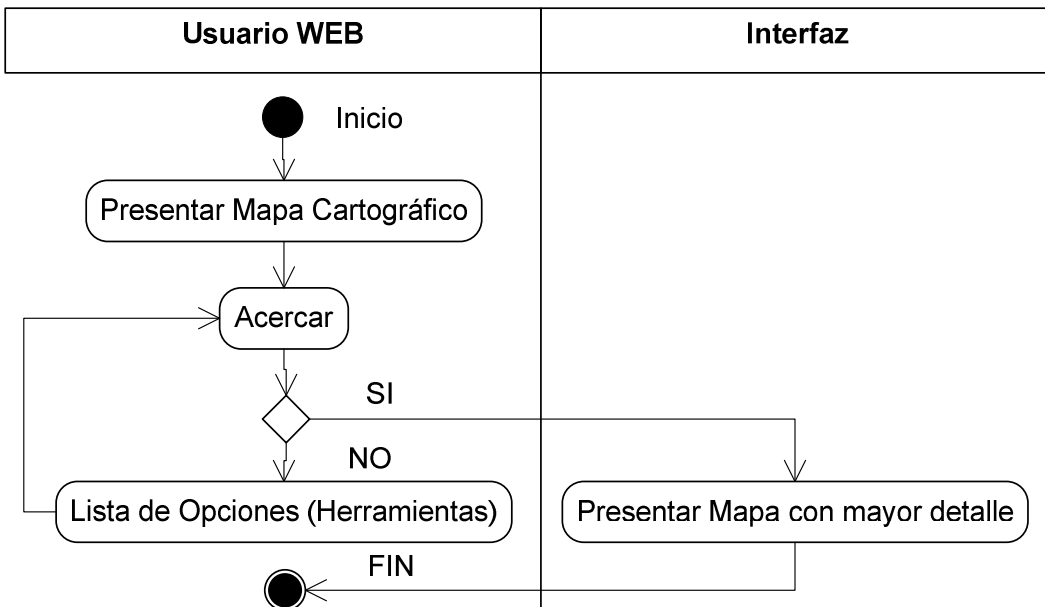 Usuario WEB
Interfaz
Inicio
Presentar Mapa Cartográfico
Acercar
SI
NO
Lista de Opciones (Herramientas)
Presentar Mapa con mayor detalle
FIN